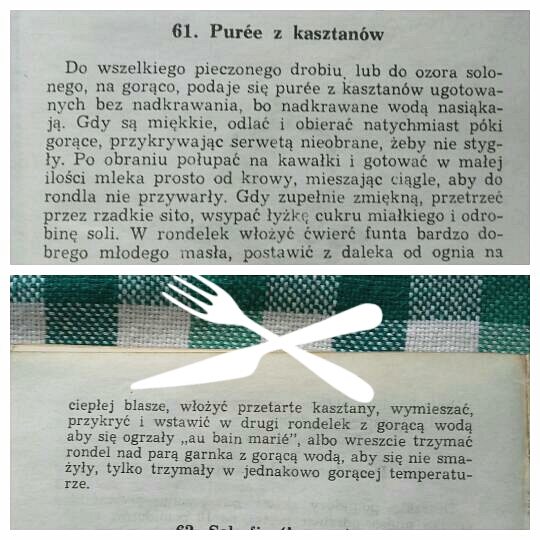 61. Purée z kasztanów
Do wszelkiego pieczonego drobiu, lub do ozora solo-
nego, na gorąco, podaje się purée z kasztanów ugotowa-
nych bez nadkrawania, bo nadkrawane wodą nasiąka-
ją. Gdy są miękkie, odlać i obierać natychmiast póki
gorące, przykrywając serwetą nieobrane, żeby nie styg-
ły. Po obraniu połupać na kawałki i gotować w małej
ilości mleka prosto od krowy, mieszając ciągle, aby do
rondla nie przywarły. Gdy zupełnie zmiękną, przetrzeć
przez rzadkie sito, wsypać łyżkę cukru miałkiego i odro-
binę soli. W rondelek włożyć ćwierć funta bardzo do-
brego młodego masła, postawić z daleka od ognia na
ciepłej blasze, włożyć przetarte kasztany, wymieszać,
przykryć i wstawić w drugi rondelek z gorącą wodą
aby się ogrzały „au bain marié”, albo wreszcie trzymać
rondel nad parą garnka z gorącą wodą, aby się nie sma-
żyły, tylko trzymały w jednakowo gorącej temperatu-
rze.